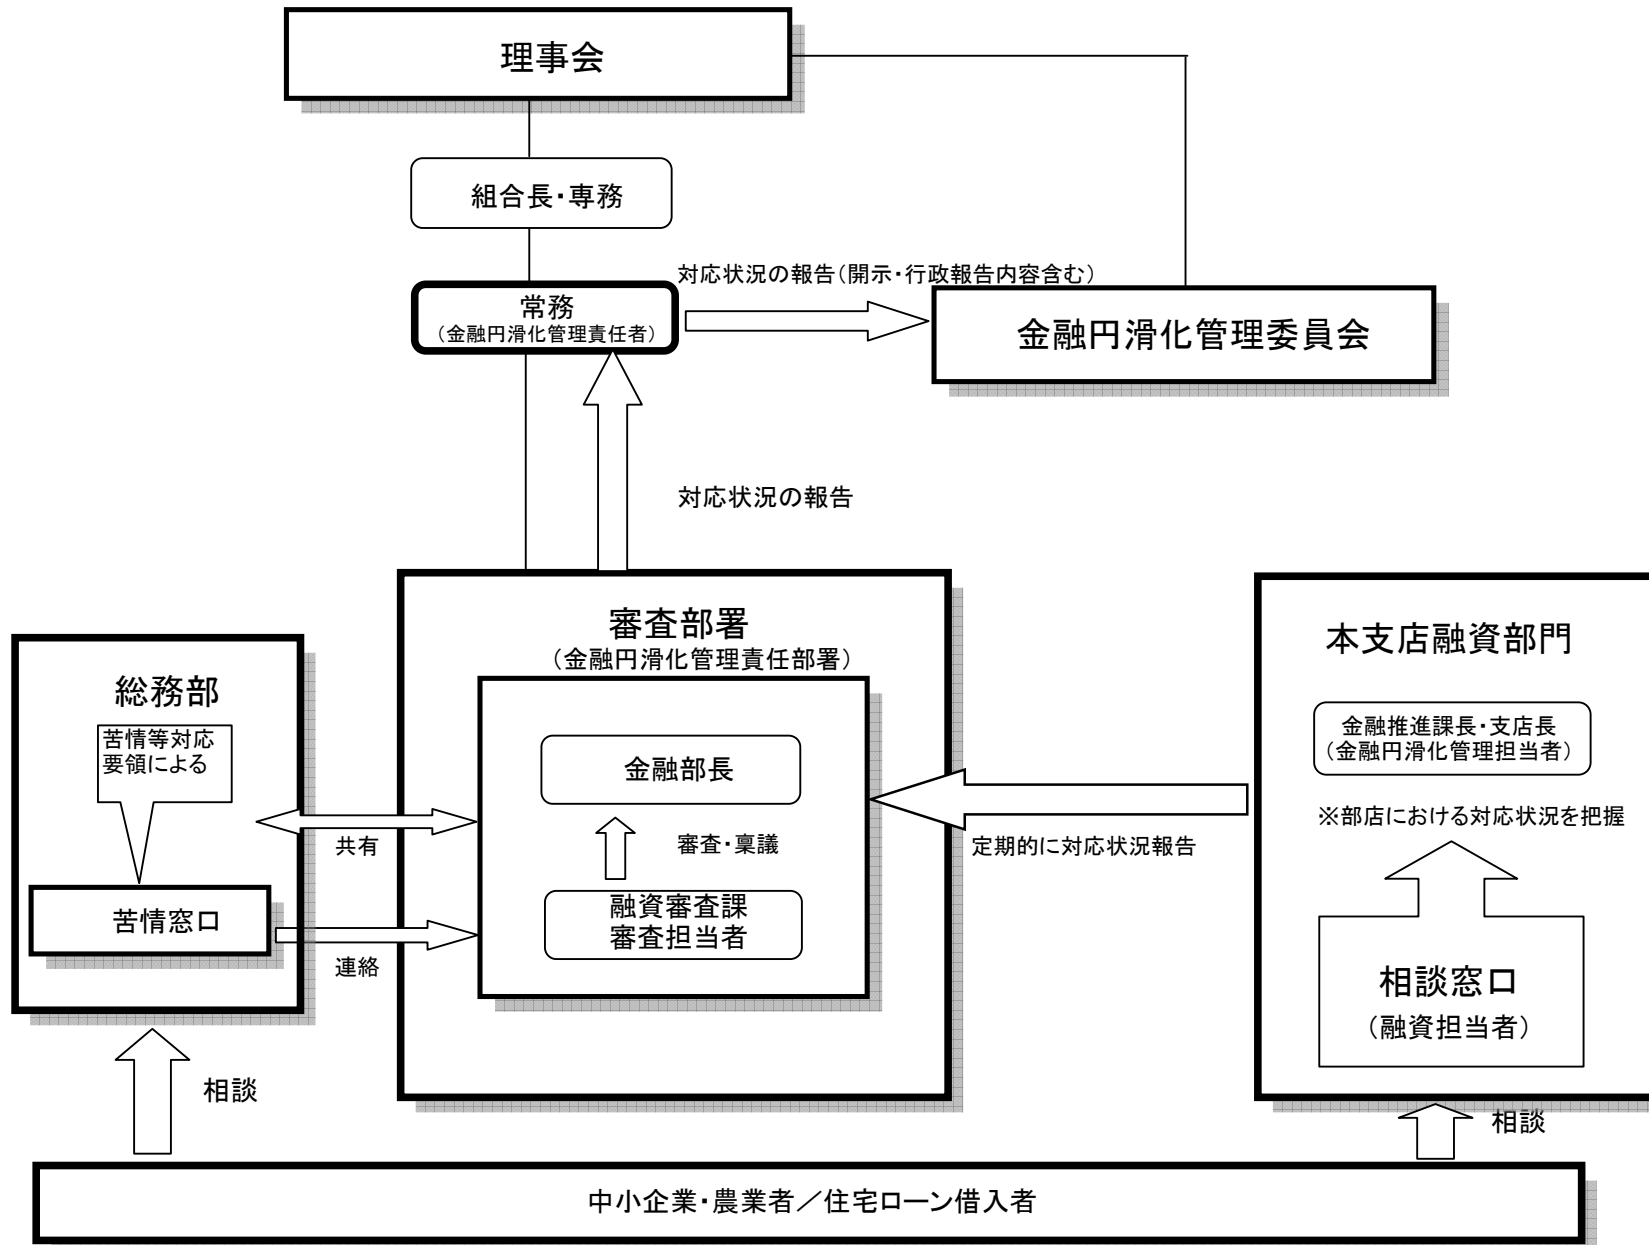 理事会
組合長・専務
対応状況の報告(開示・行政報告内容含む)
常務
(金融円滑化管理責任者)
金融円滑化管理委員会
対応状況の報告
審査部署
(金融円滑化管理責任部署)
本支店融資部門
総務部
苦情等対応
要領による
金融推進課長・支店長
(金融円滑化管理担当者)
金融部長
※部店における対応状況を把握
共有
審査・稟議
定期的に対応状況報告
苦情窓口
融資審査課
審査担当者
連絡
相談窓口
(融資担当者)
相談
相談
中小企業・農業者/住宅ローン借入者